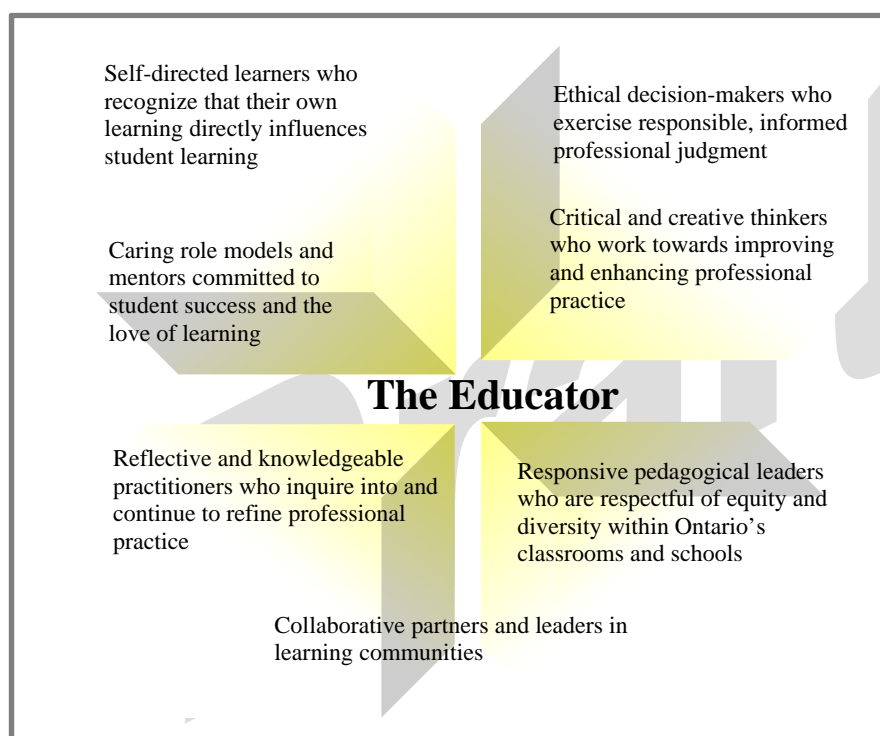 Self-directed learners who
recognize that their own
learning directly influences
student learning
Ethical decision-makers who
exercise responsible, informed
professional judgment
Caring role models and
mentors committed to
student success and the
love of learning
Critical and creative thinkers
who work towards improving
and enhancing professional
practice
The Educator
Reflective and knowledgeable
practitioners who inquire into and
continue to refine professional
practice
Responsive pedagogical leaders
who are respectful of equity and
diversity within Ontario’s
classrooms and schools
Collaborative partners and leaders in
learning communities